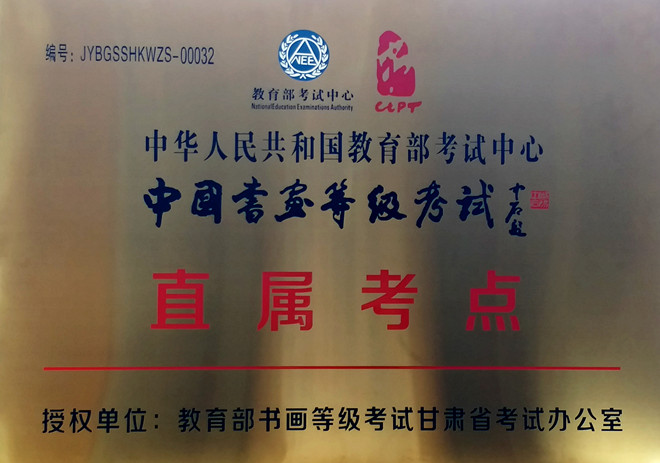 编号：JYBGSSHKWZS-00032
NEEA
教育部考试中心
National Education Examinations Authority
CCPT
中华人民共和国教育部考试中心
中国書画等级考试
直属考点
授权单位：教育部书画等级考试甘肃省考试办公室